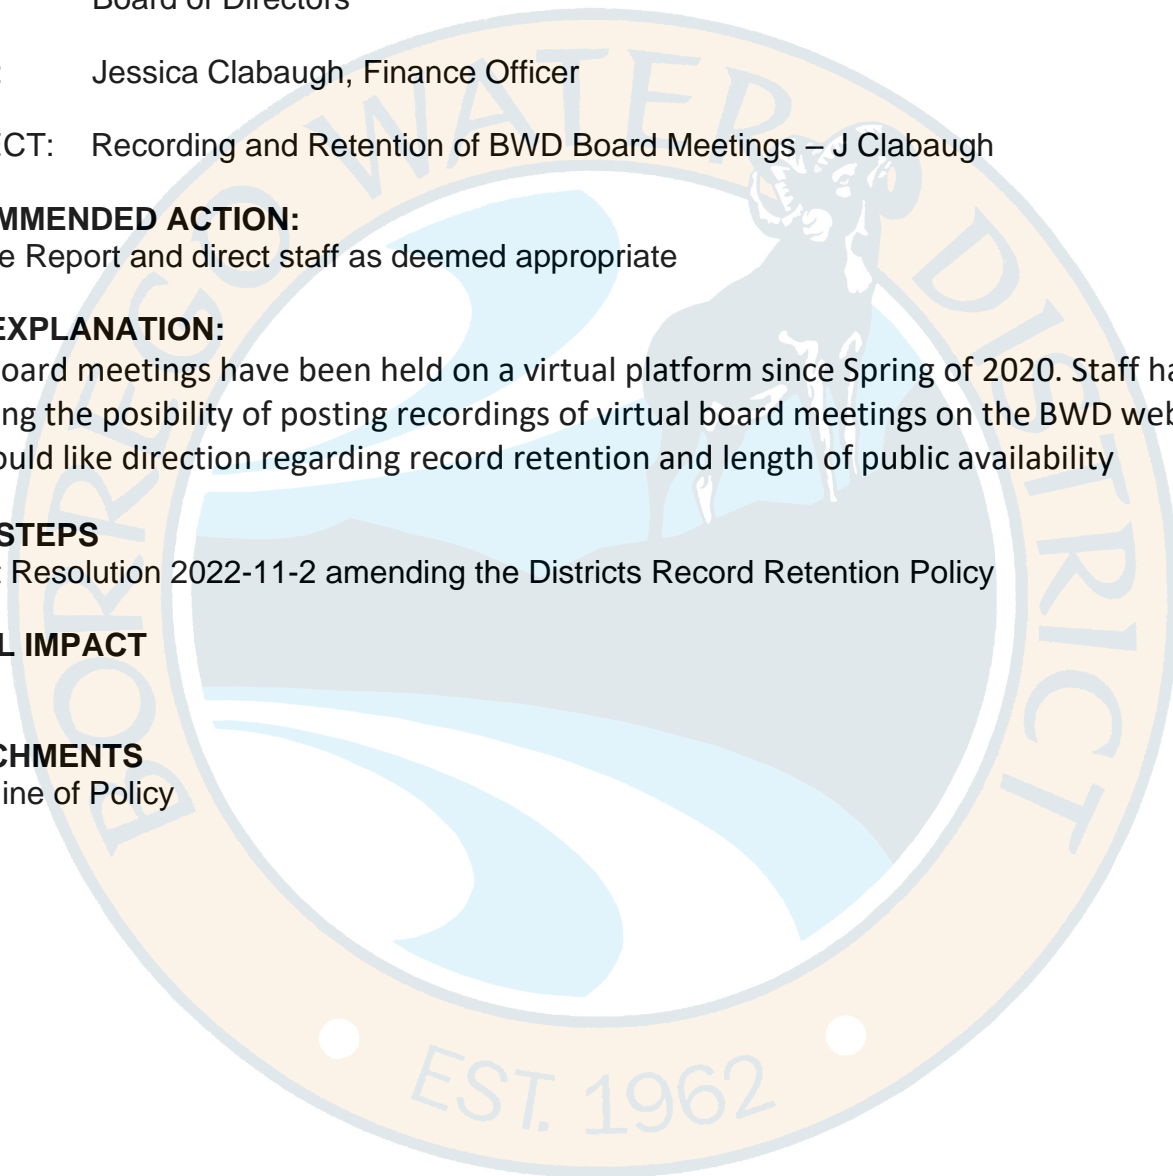 Board of Directors
: Jessica Clabaugh, Finance Officer
ECT: Recording and Retention of BWD Board Meetings – J Clabaugh
MMENDED ACTION:
e Report and direct staff as deemed appropriate
EXPLANATION:
oard meetings have been held on a virtual platform since Spring of 2020. Staff ha
ng the posibility of posting recordings of virtual board meetings on the BWD web
ould like direction regarding record retention and length of public availability
STEPS
t Resolution 2022-11-2 amending the Districts Record Retention Policy
L IMPACT
CHMENTS
ine of Policy
BORREGO WATER DISTRICT
EST. 1962